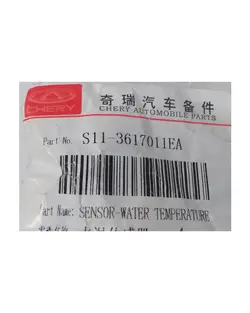 奇瑞汽车备件
CHERY AUTOMOBILE PARTS
CHERY
Part No. S11-3617011EA
Part Name: SENSOR-WATER TEMPERATURE